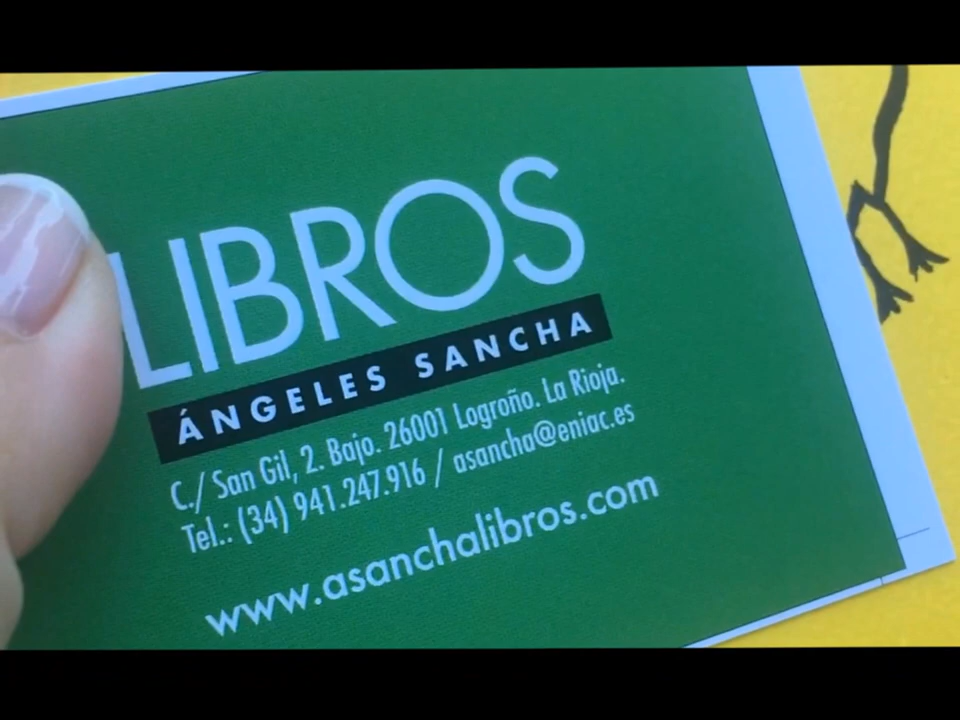 LIBROS
ÁNGELES SANCHA
C./ San Gil, 2. Bajo. 26001 Logroño. La Rioja.
Tel.: (34) 941.247.916 / asancha@eniac.es
www.asanchalibros.com